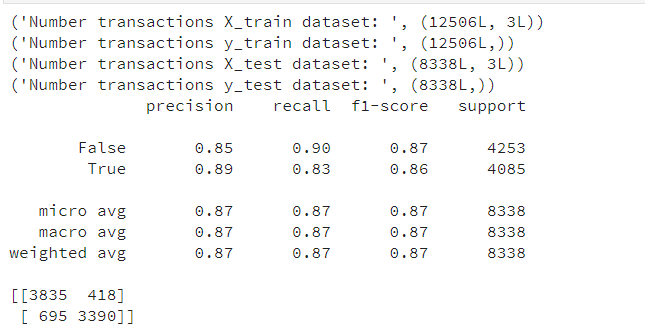 ('Number transactions X_train dataset: ', (12506L, 3L))
('Number transactions y_train dataset: ', (12506L,))
('Number transactions X_test dataset: ', (8338L, 3L))
('Number transactions y_test dataset: ', (8338L,))
              precision    recall  f1-score   support

       False       0.85      0.90      0.87      4253
        True       0.89      0.83      0.86      4085

   micro avg       0.87      0.87      0.87      8338
   macro avg       0.87      0.87      0.87      8338
weighted avg       0.87      0.87      0.87      8338

[[3835  418]
 [ 695 3390]]